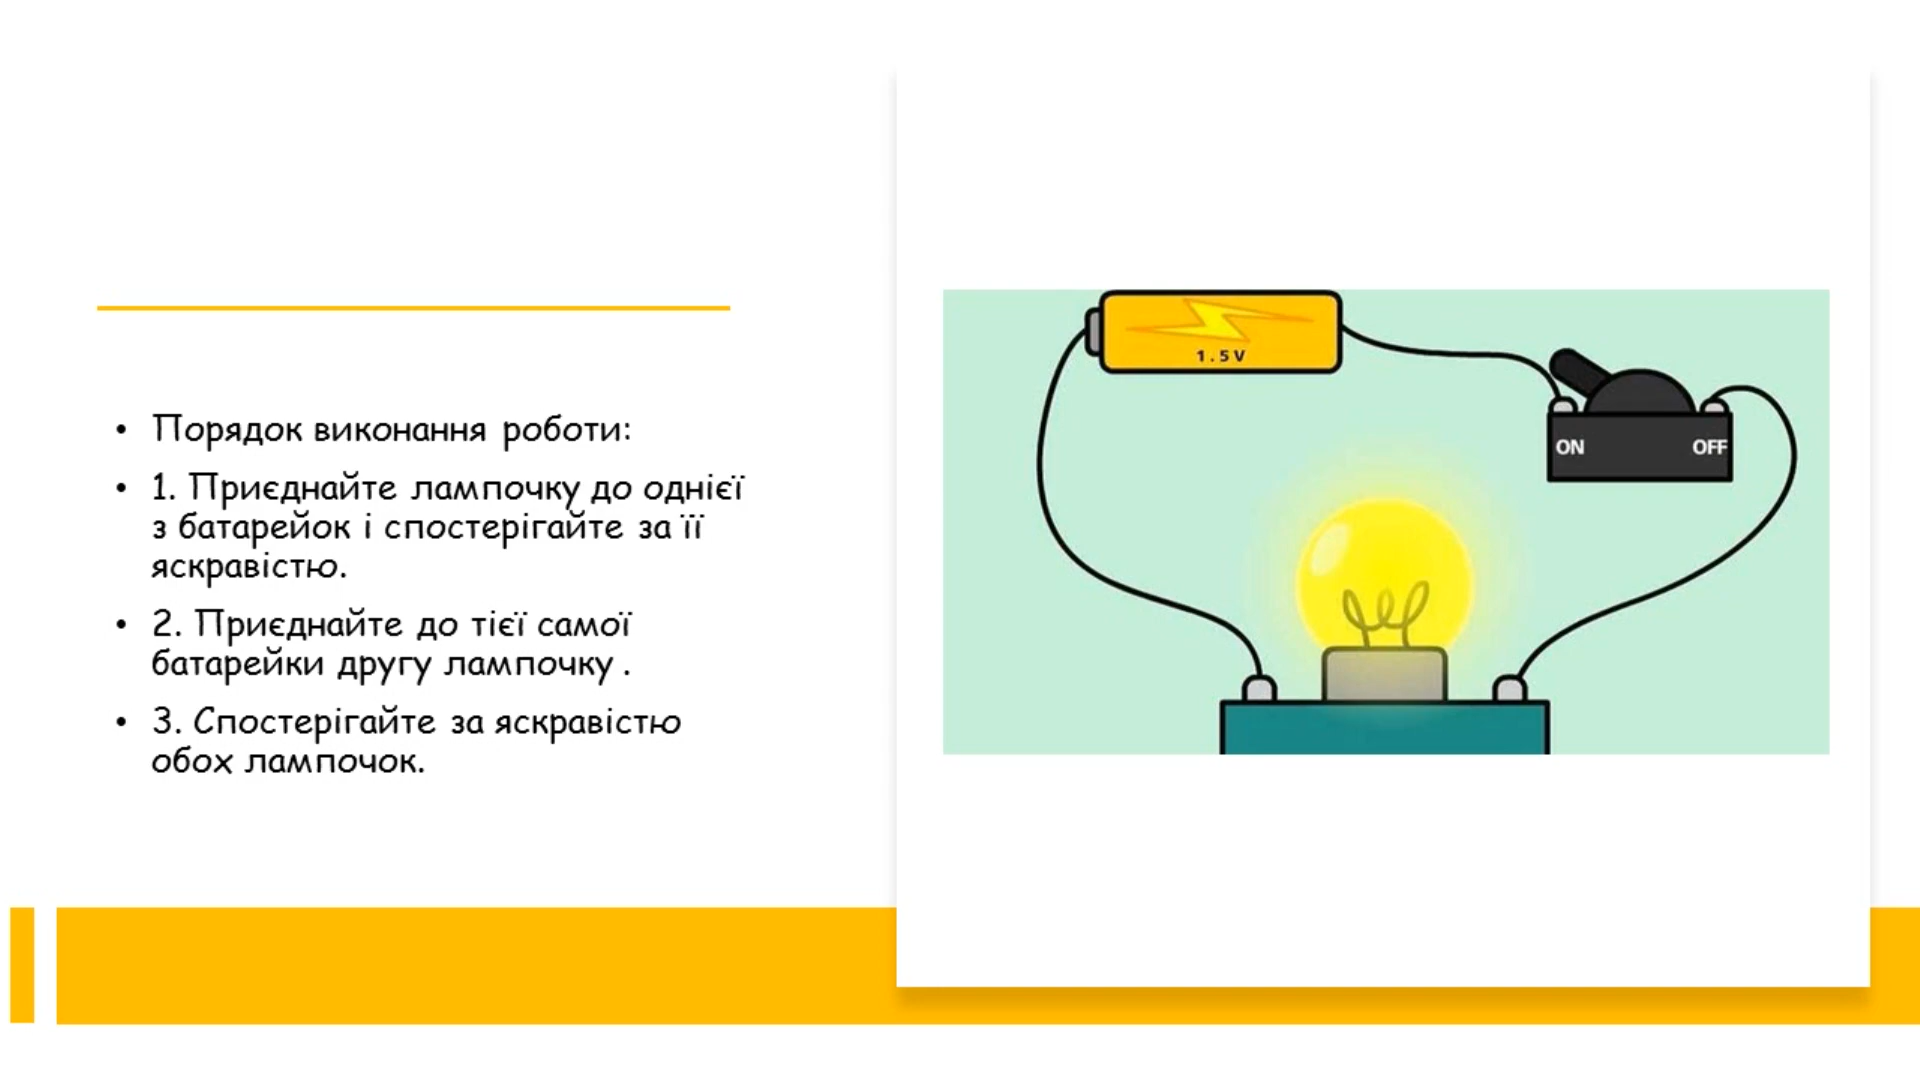 • Порядок виконання роботи:
• 1. Приєднайте лампочку до однієї
з батарейок і спостерігайте за її
яскравістю.
• 2. Приєднайте до тієї самої
батарейки другу лампочку .
• 3. Спостерігайте за яскравістю
обох лампочок.
1.5V
ON OFF